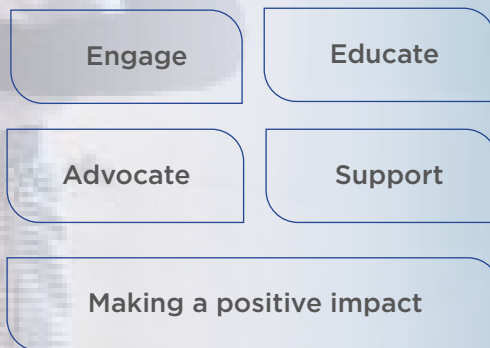 Engage
Educate
Advocate
Support
Making a positive impact